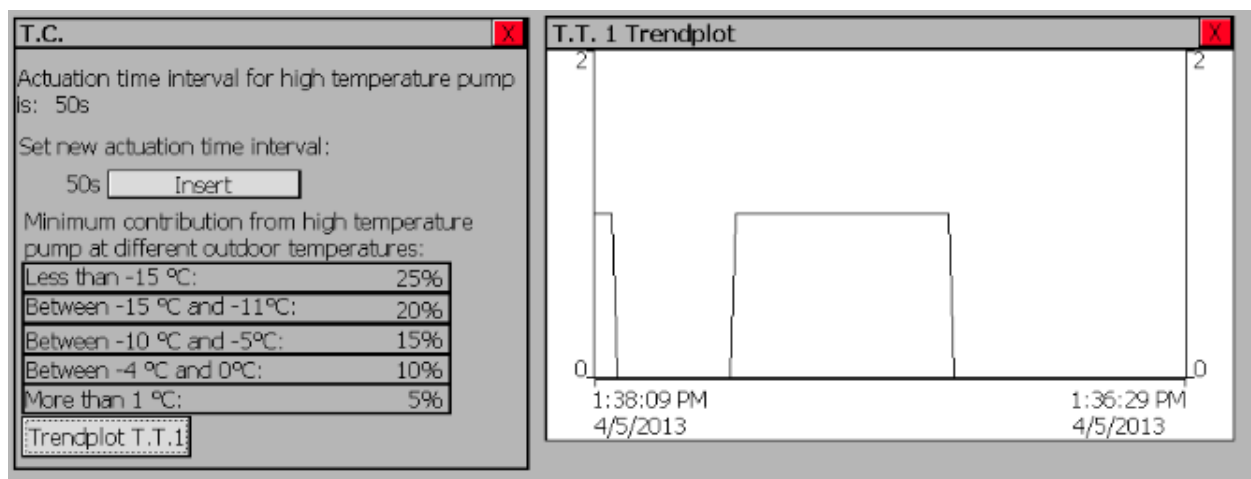 T.C.
X
Actuation time interval for high temperature pump
is: 50s
Set new actuation time interval:
50s Insert
Minimum contribution from high temperature
pump at different outdoor temperatures:
Less than -15 ºC: 25%
Between -15 ºC and -11ºC: 20%
Between -10 ºC and -5ºC: 15%
Between -4 ºC and 0ºC: 10%
More than 1 ºC: 5%
Trendplot T.T.1
T.T. 1 Trendplot
X
2 2
0 0
1:38:09 PM 1:36:29 PM
4/5/2013 4/5/2013